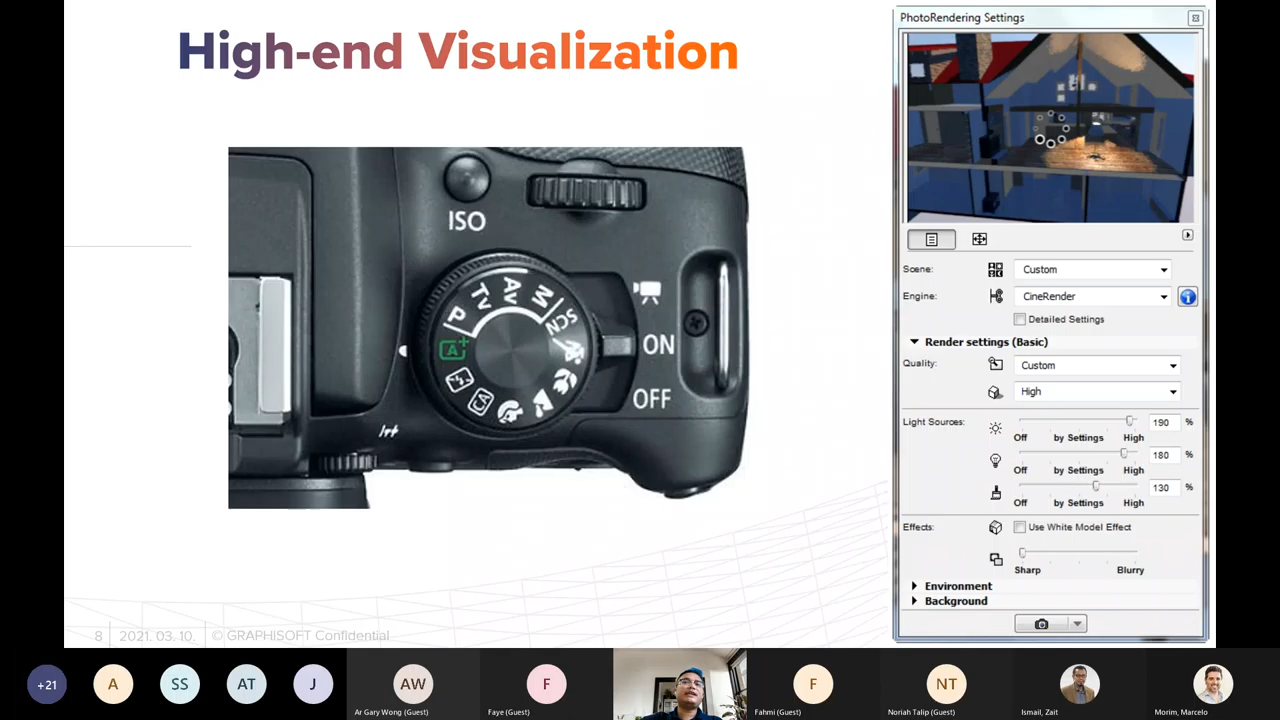 High-end Visualization
ISO
P Tv Av M SCN
A+
CA
ON
OFF
8 2021. 03. 10. © GRAPHISOFT Confidential
PhotoRendering Settings
Scene: Custom
Engine: CineRender
Detailed Settings
Render settings (Basic)
Quality: Custom
High
Light Sources: 190 %
Off by Settings High
180 %
Off by Settings High
130 %
Off by Settings High
Effects: Use White Model Effect
Sharp Blurry
Environment
Background
+21 A SS AT J AW F F NT
Ar Gary Wong (Guest) Faye (Guest) Fahmi (Guest) Noriah Talip (Guest) Ismail, Zait Morim, Marcelo